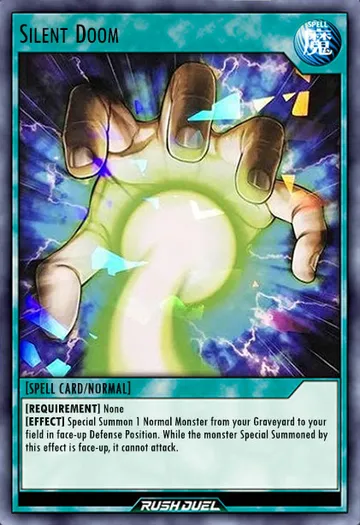 Silent Doom
SPELL
魔
[SPELL CARD/NORMAL]
[REQUIREMENT] None
[EFFECT] Special Summon 1 Normal Monster from your Graveyard to your
field in face-up Defense Position. While the monster Special Summoned by
this effect is face-up, it cannot attack.
RUSH DUEL